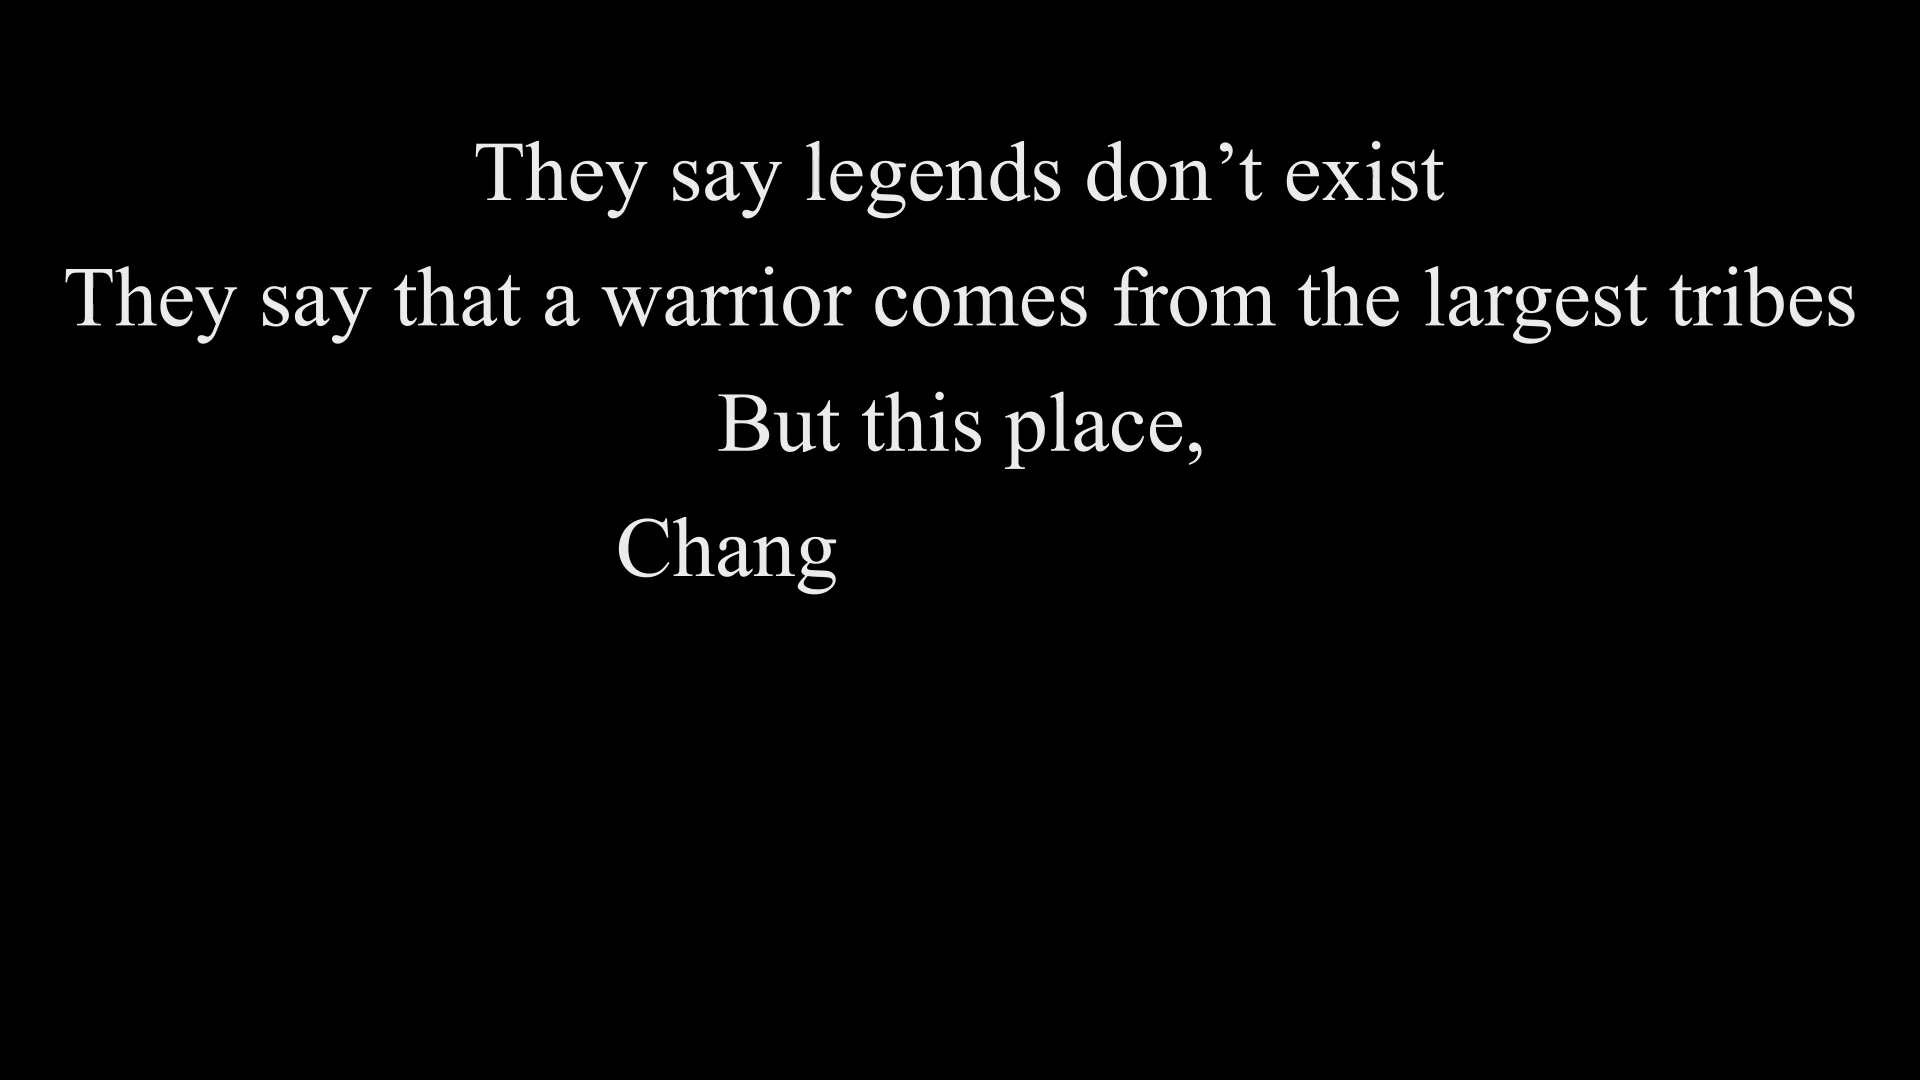 They say legends don’t exist
They say that a warrior comes from the largest tribes
But this place,
Chang